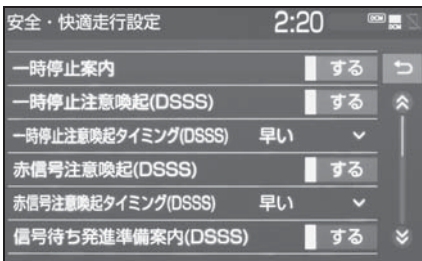 安全・快適走行設定 2:20 DCM
一時停止案内 する
一時停止注意喚起(DSSS) する
一時停止注意喚起タイミング(DSSS) 早い
赤信号注意喚起(DSSS) する
赤信号注意喚起タイミング(DSSS) 早い
信号待ち発進準備案内(DSSS) する